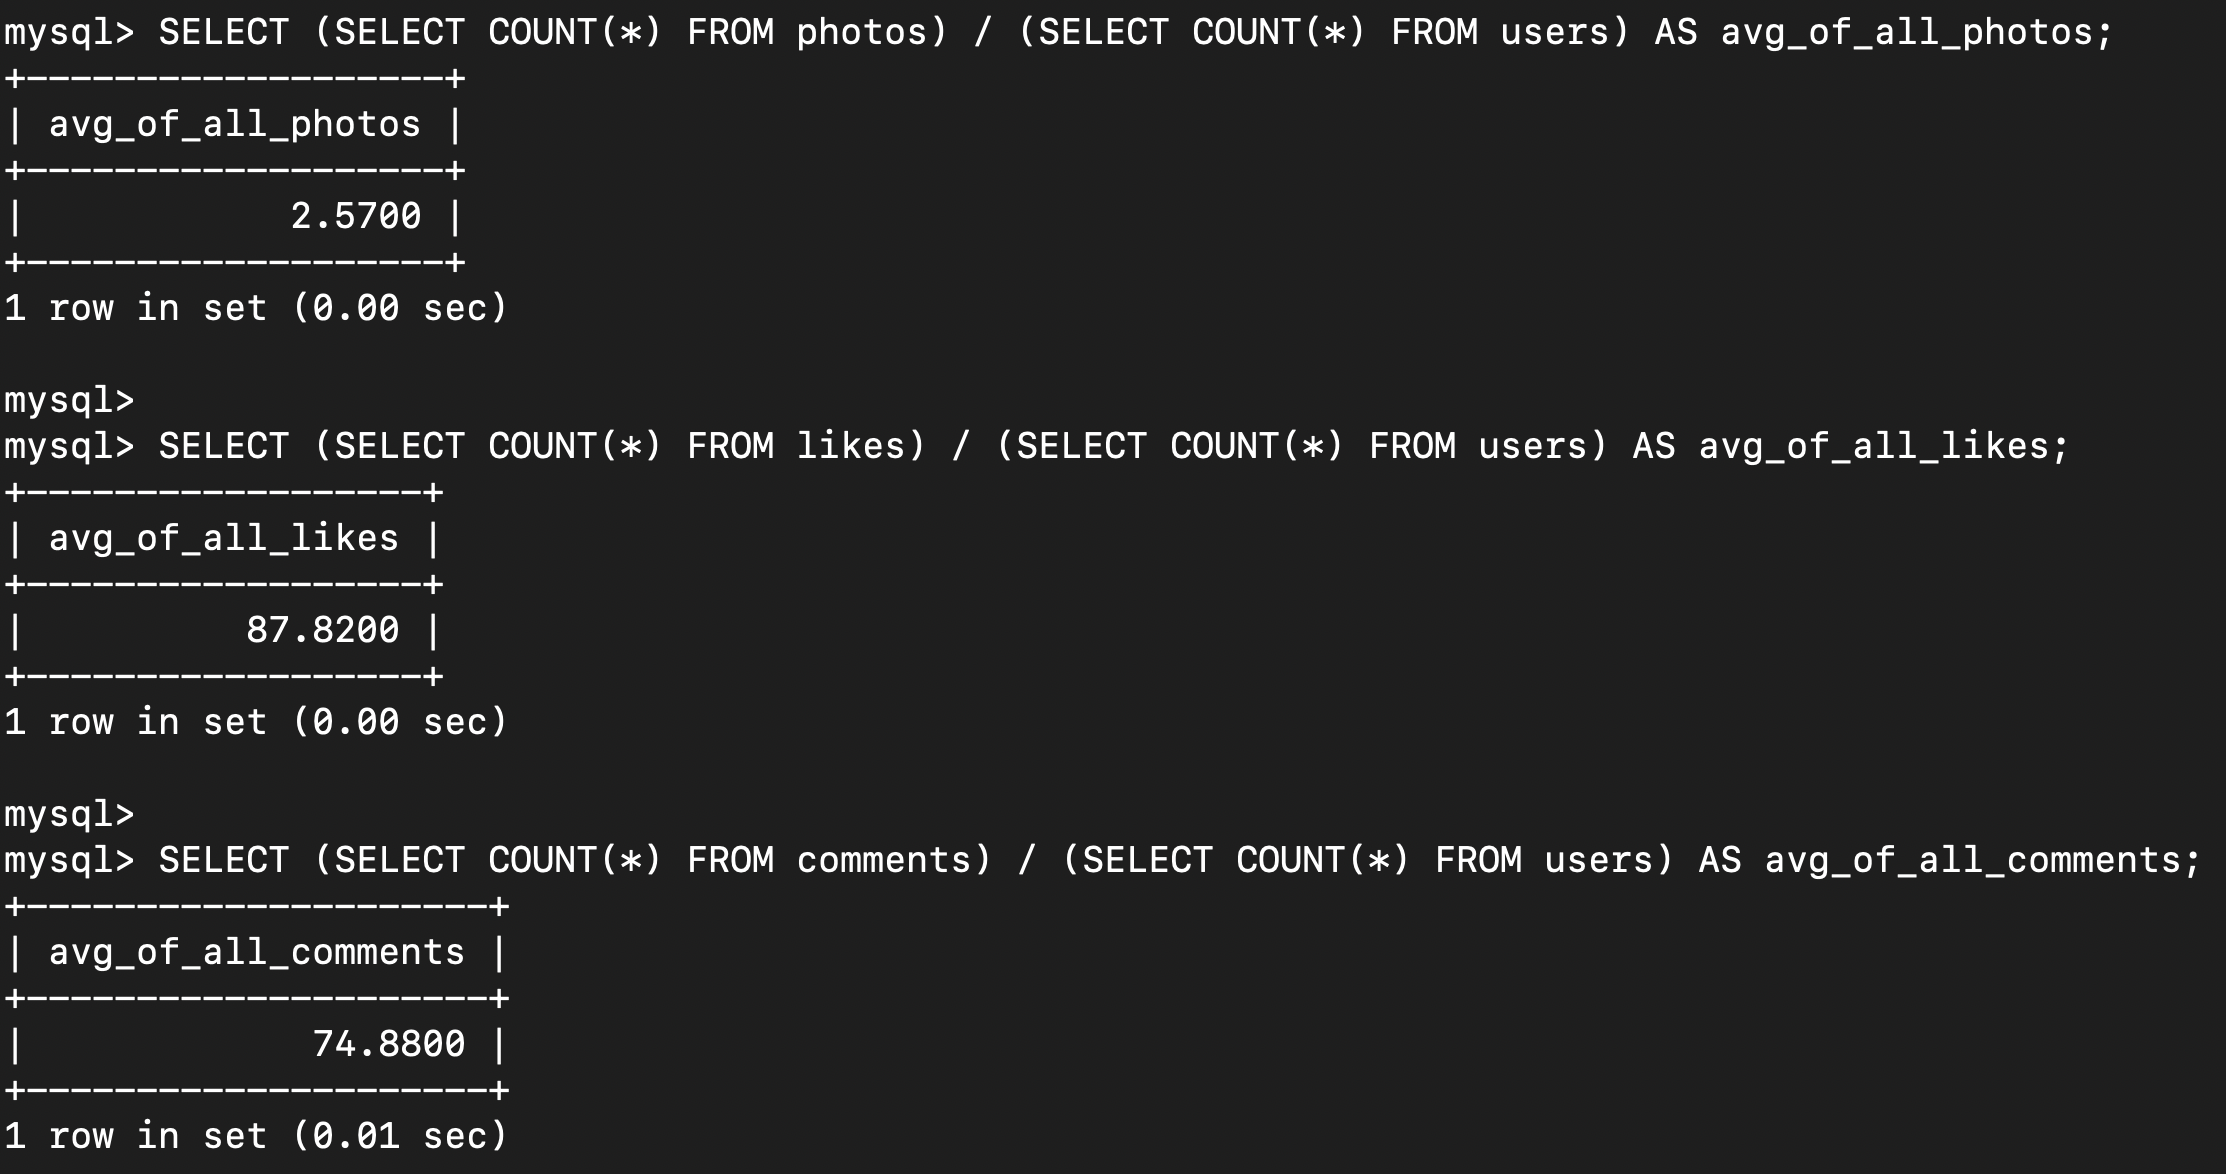 mysql> SELECT (SELECT COUNT(*) FROM photos) / (SELECT COUNT(*) FROM users) AS avg_of_all_photos;
+-------------------+
| avg_of_all_photos |
+-------------------+
|            2.5700 |
+-------------------+
1 row in set (0.00 sec)

mysql>
mysql> SELECT (SELECT COUNT(*) FROM likes) / (SELECT COUNT(*) FROM users) AS avg_of_all_likes;
+------------------+
| avg_of_all_likes |
+------------------+
|          87.8200 |
+------------------+
1 row in set (0.00 sec)

mysql>
mysql> SELECT (SELECT COUNT(*) FROM comments) / (SELECT COUNT(*) FROM users) AS avg_of_all_comments;
+---------------------+
| avg_of_all_comments |
+---------------------+
|             74.8800 |
+---------------------+
1 row in set (0.01 sec)